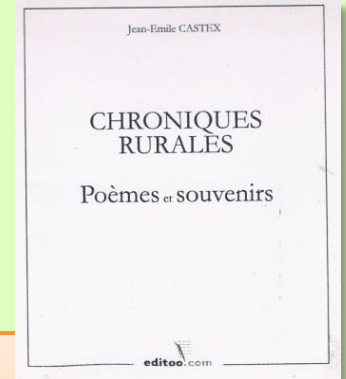 Jean-Emile CASTEX
CHRONIQUES
RURALES
Poèmes et souvenirs
editoo.com